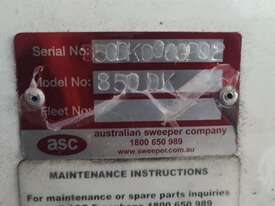 Serial No:
Model No: 850 DK
Fleet No:
asc
australian sweeper company
1800 650 989
www.sweeper.com.au
MAINTENANCE INSTRUCTIONS
For maintenance or spare parts inquiries